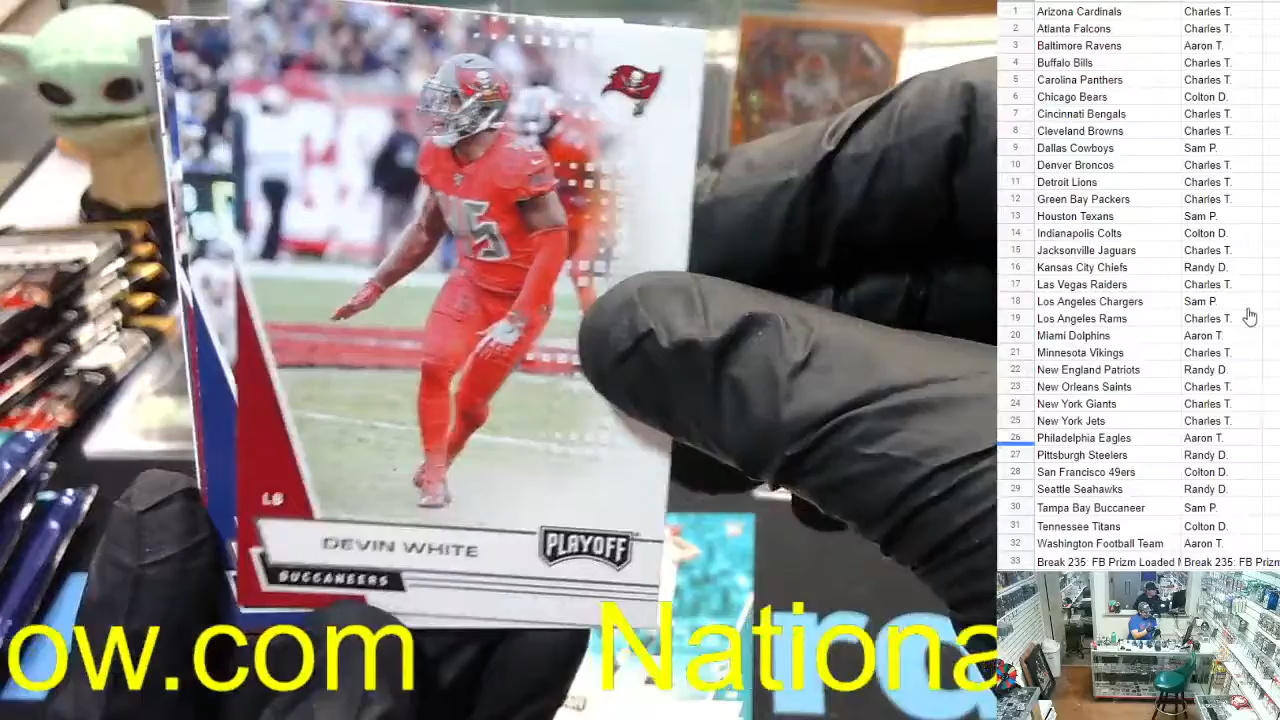 45
LB
DEVIN WHITE
PLAYOFF
BUCCANEERS
ow.com Nationa
1 Arizona Cardinals Charles T.
2 Atlanta Falcons Charles T.
3 Baltimore Ravens Aaron T.
4 Buffalo Bills Charles T.
5 Carolina Panthers Charles T.
6 Chicago Bears Colton D.
7 Cincinnati Bengals Charles T.
8 Cleveland Browns Charles T.
9 Dallas Cowboys Sam P.
10 Denver Broncos Charles T.
11 Detroit Lions Charles T.
12 Green Bay Packers Charles T.
13 Houston Texans Sam P.
14 Indianapolis Colts Colton D.
15 Jacksonville Jaguars Charles T.
16 Kansas City Chiefs Randy D.
17 Las Vegas Raiders Charles T.
18 Los Angeles Chargers Sam P.
19 Los Angeles Rams Charles T.
20 Miami Dolphins Aaron T.
21 Minnesota Vikings Charles T.
22 New England Patriots Randy D.
23 New Orleans Saints Charles T.
24 New York Giants Charles T.
25 New York Jets Charles T.
26 Philadelphia Eagles Aaron T.
27 Pittsburgh Steelers Randy D.
28 San Francisco 49ers Colton D.
29 Seattle Seahawks Randy D.
30 Tampa Bay Buccaneer Sam P.
31 Tennessee Titans Colton D.
32 Washington Football Team Aaron T.
33 Break 235: FB Prizm Loaded Break 235: FB Prizm